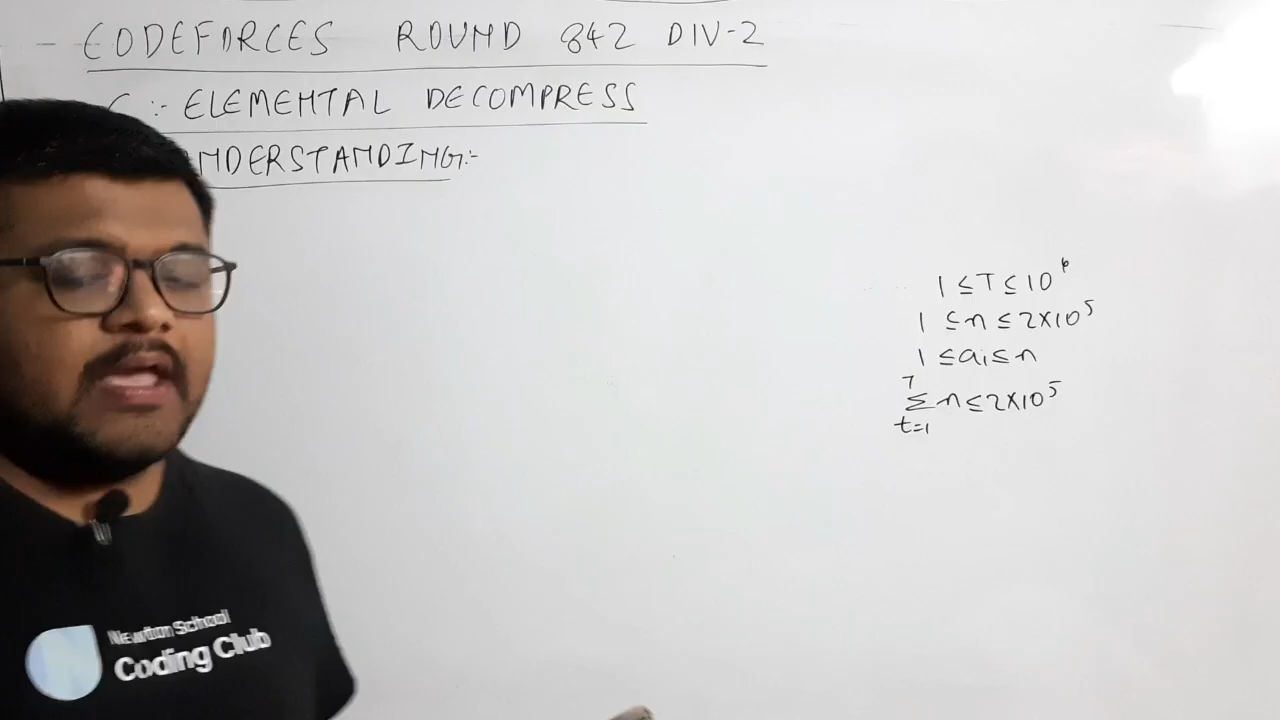 CODEFORCES ROUND 842 DIV-2
C :- ELEMENTAL DECOMPRESS
NDERSTANDING:-
1 ≤ T ≤ 10⁶
1 ≤ n ≤ 2×10⁵
1 ≤ ai ≤ n
T
Σ n ≤ 2×10⁵
t=1
Newton School
Coding Club